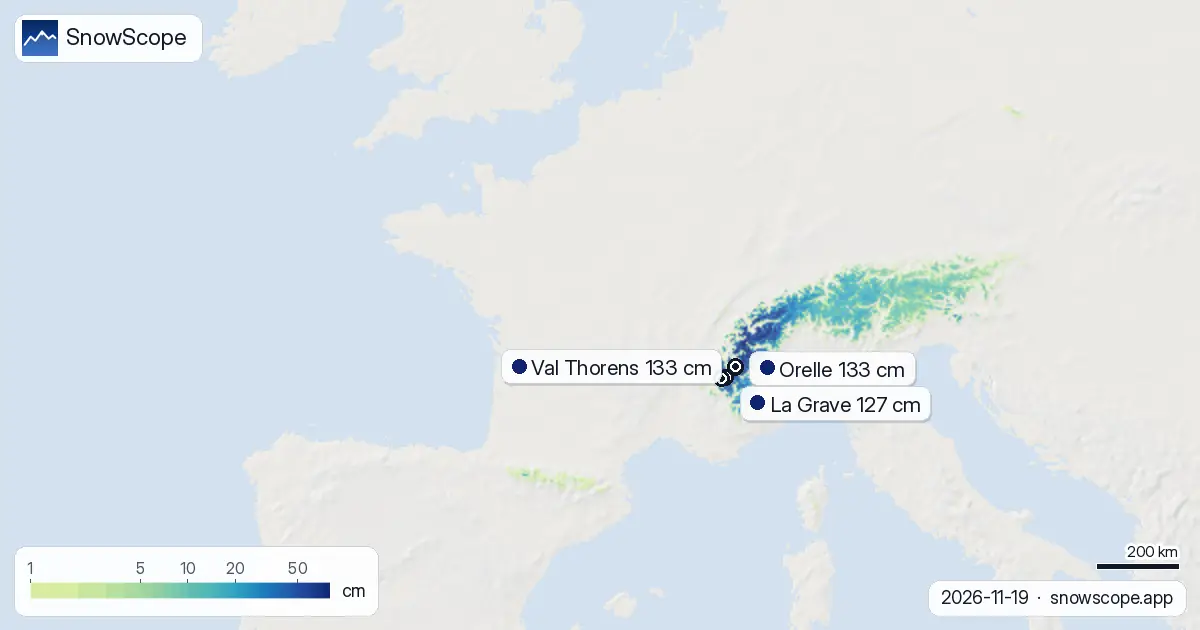 SnowScope
Val Thorens 133 cm
Orelle 133 cm
La Grave 127 cm
1 5 10 20 50
cm
200 km
2026-11-19 · snowscope.app